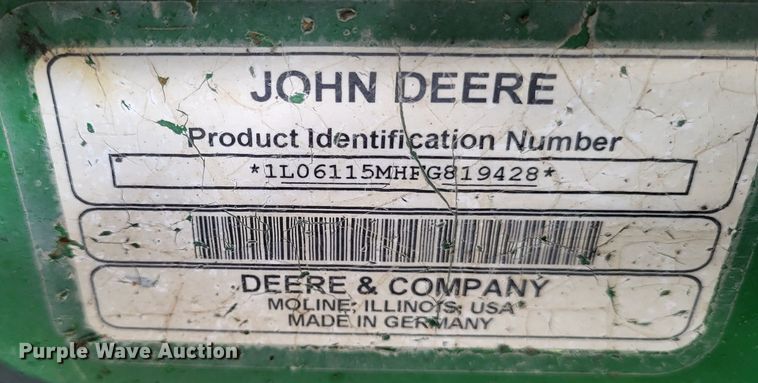 JOHN DEERE
Product Identification Number
*1L06115MHFG819428*
DEERE & COMPANY
MOLINE, ILLINOIS, USA
MADE IN GERMANY
Purple Wave Auction